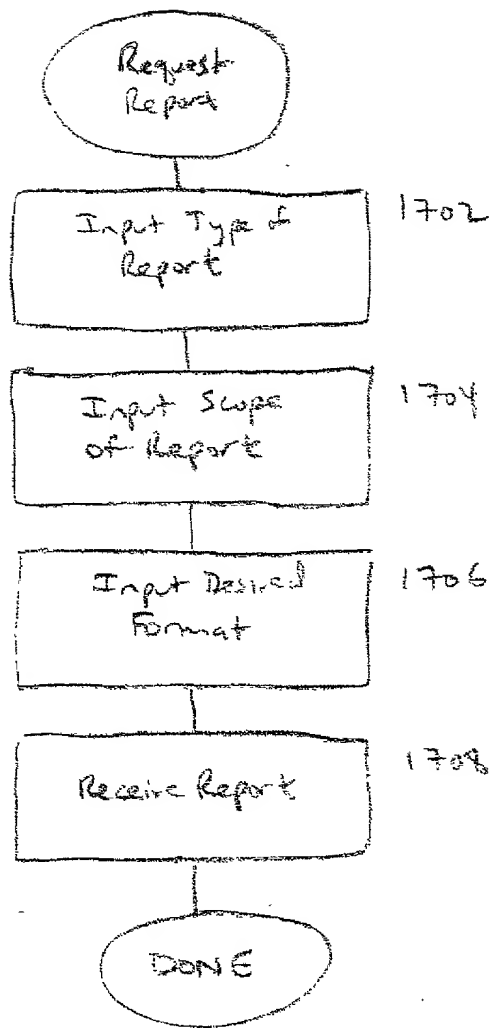 Request
Report
Input Type of
Report
1702
Input Scope
of Report
1704
Input Desired
Format
1706
Receive Report
1708
DONE